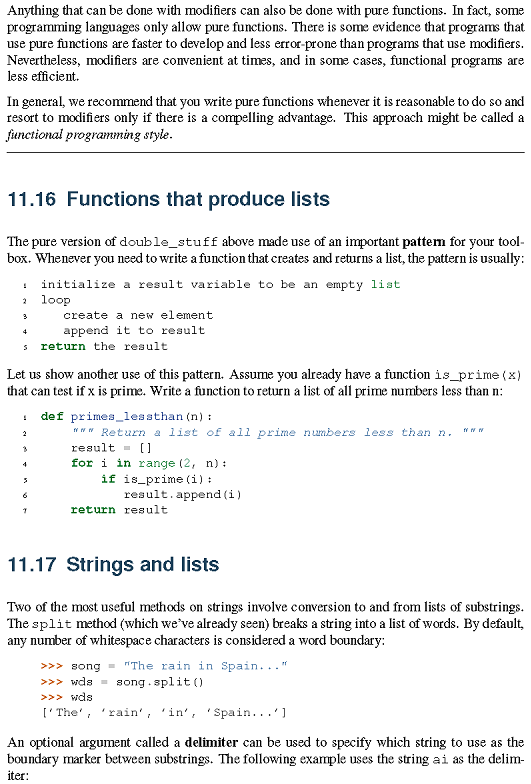 Anything that can be done with modifiers can also be done with pure functions. In fact, some
programming languages only allow pure functions. There is some evidence that programs that
use pure functions are faster to develop and less error-prone than programs that use modifiers.
Nevertheless, modifiers are convenient at times, and in some cases, functional programs are
less efficient.
In general, we recommend that you write pure functions whenever it is reasonable to do so and
resort to modifiers only if there is a compelling advantage. This approach might be called a
functional programming style.
11.16 Functions that produce lists
The pure version of double_stuff above made use of an important pattern for your tool-
box. Whenever you need to write a function that creates and returns a list, the pattern is usually:
1 initialize a result variable to be an empty list
2 loop
3 create a new element
4 append it to result
5 return the result
Let us show another use of this pattern. Assume you already have a function is_prime(x)
that can test if x is prime. Write a function to return a list of all prime numbers less than n:
1 def primes_lessthan(n):
2 """ Return a list of all prime numbers less than n. """
3 result = []
4 for i in range(2, n):
5 if is_prime(i):
6 result.append(i)
7 return result
11.17 Strings and lists
Two of the most useful methods on strings involve conversion to and from lists of substrings.
The split method (which we've already seen) breaks a string into a list of words. By default,
any number of whitespace characters is considered a word boundary:
>>> song = "The rain in Spain..."
>>> wds = song.split()
>>> wds
['The', 'rain', 'in', 'Spain...']
An optional argument called a delimiter can be used to specify which string to use as the
boundary marker between substrings. The following example uses the string ai as the delim-
iter: